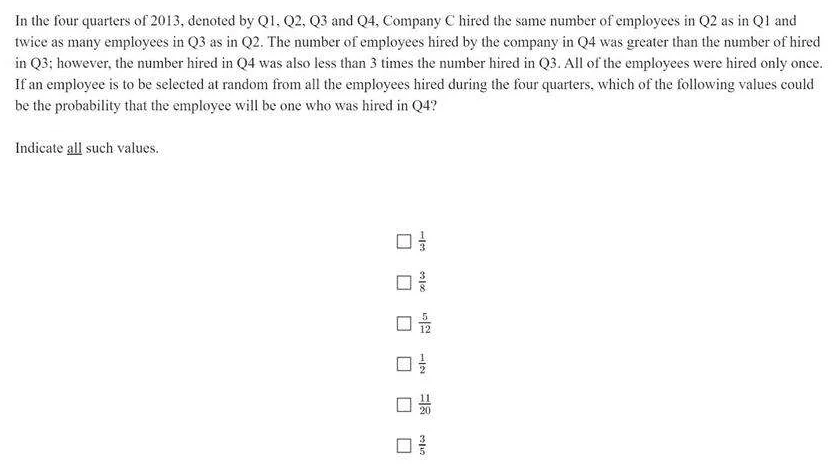 In the four quarters of 2013, denoted by Q1, Q2, Q3 and Q4, Company C hired the same number of employees in Q2 as in Q1 and
twice as many employees in Q3 as in Q2. The number of employees hired by the company in Q4 was greater than the number of hired
in Q3; however, the number hired in Q4 was also less than 3 times the number hired in Q3. All of the employees were hired only once.
If an employee is to be selected at random from all the employees hired during the four quarters, which of the following values could
be the probability that the employee will be one who was hired in Q4?
Indicate all such values.
1/3
3/8
5/12
1/2
11/20
3/5